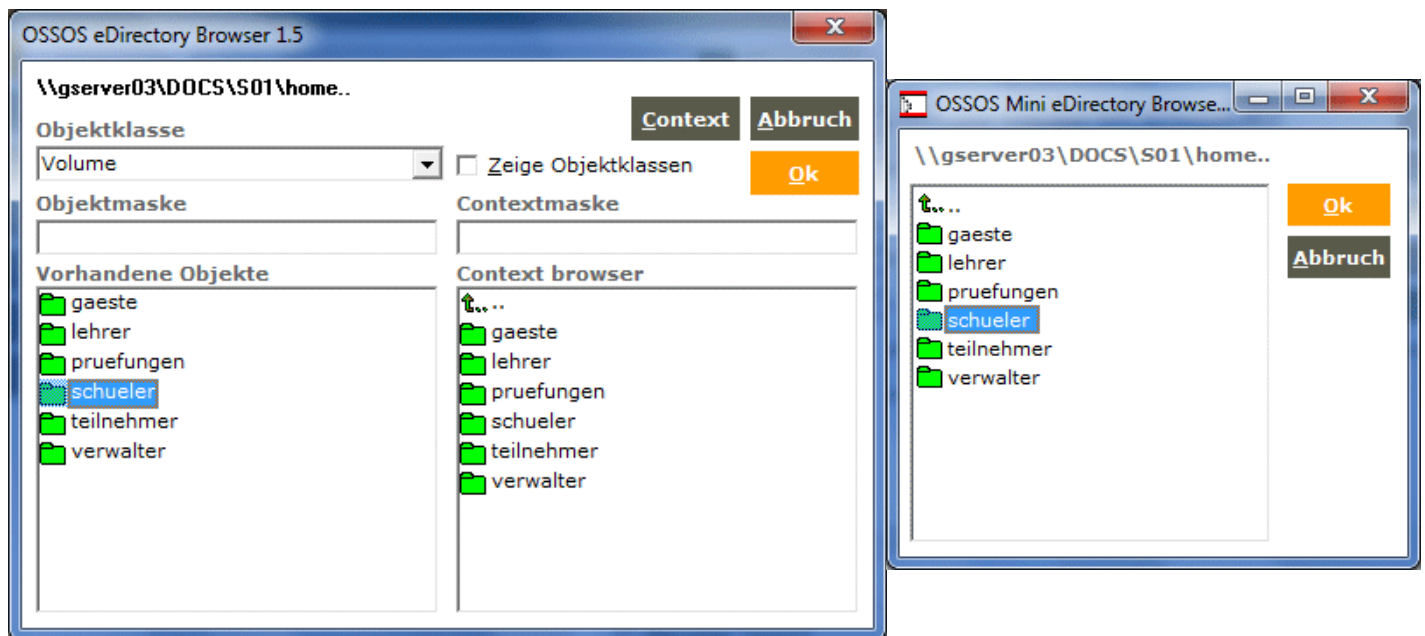 OSSOS eDirectory Browser 1.5
\\gserver03\DOCS\S01\home..
Context Abbruch
Objektklasse
Volume
Zeige Objektklassen
Ok
Objektmaske
Contextmaske
Vorhandene Objekte
gaeste
lehrer
pruefungen
schueler
teilnehmer
verwalter
Context browser
.. ..
gaeste
lehrer
pruefungen
schueler
teilnehmer
verwalter
OSSOS Mini eDirectory Browse...
\\gserver03\DOCS\S01\home..
.. ..
gaeste
lehrer
pruefungen
schueler
teilnehmer
verwalter
Ok
Abbruch